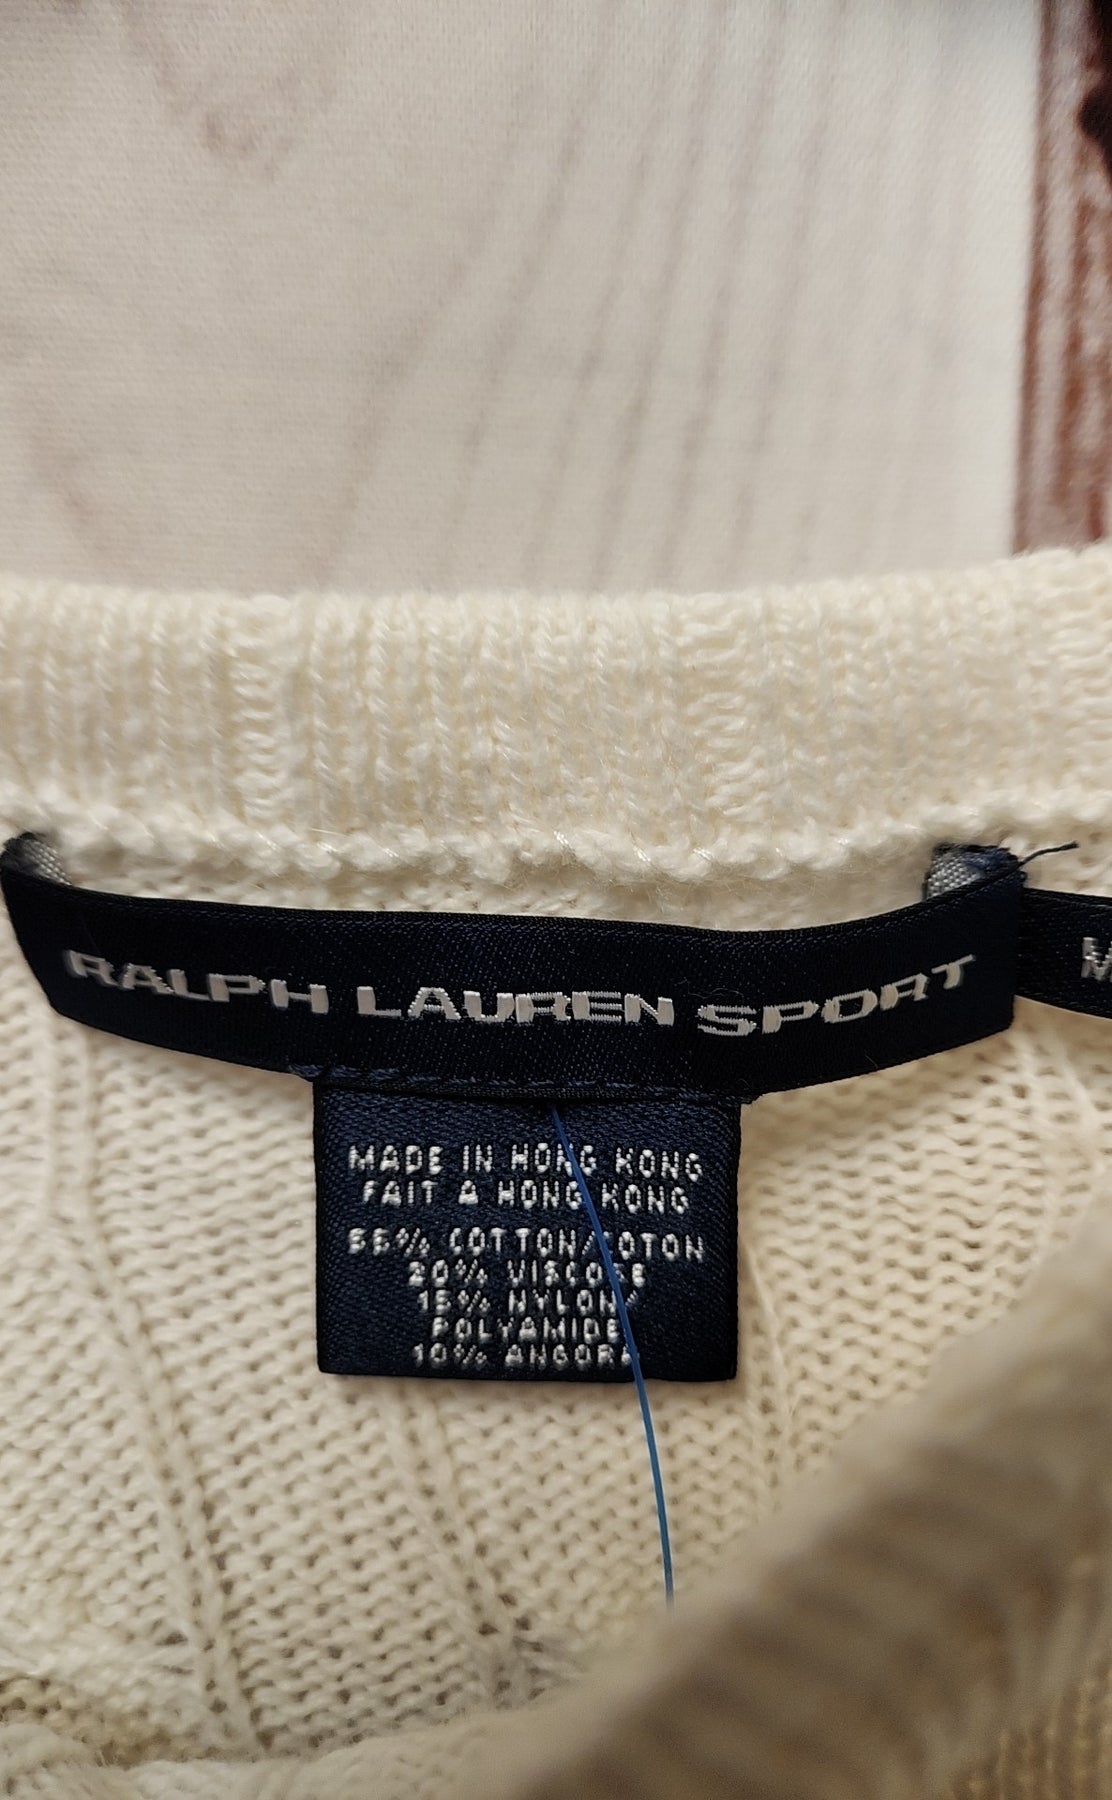 RALPH LAUREN SPORT
M
MADE IN HONG KONG
FAIT A HONG KONG
55% COTTON/COTON
20% VISCOSE
15% NYLON/
POLYAMIDE
10% ANGORA